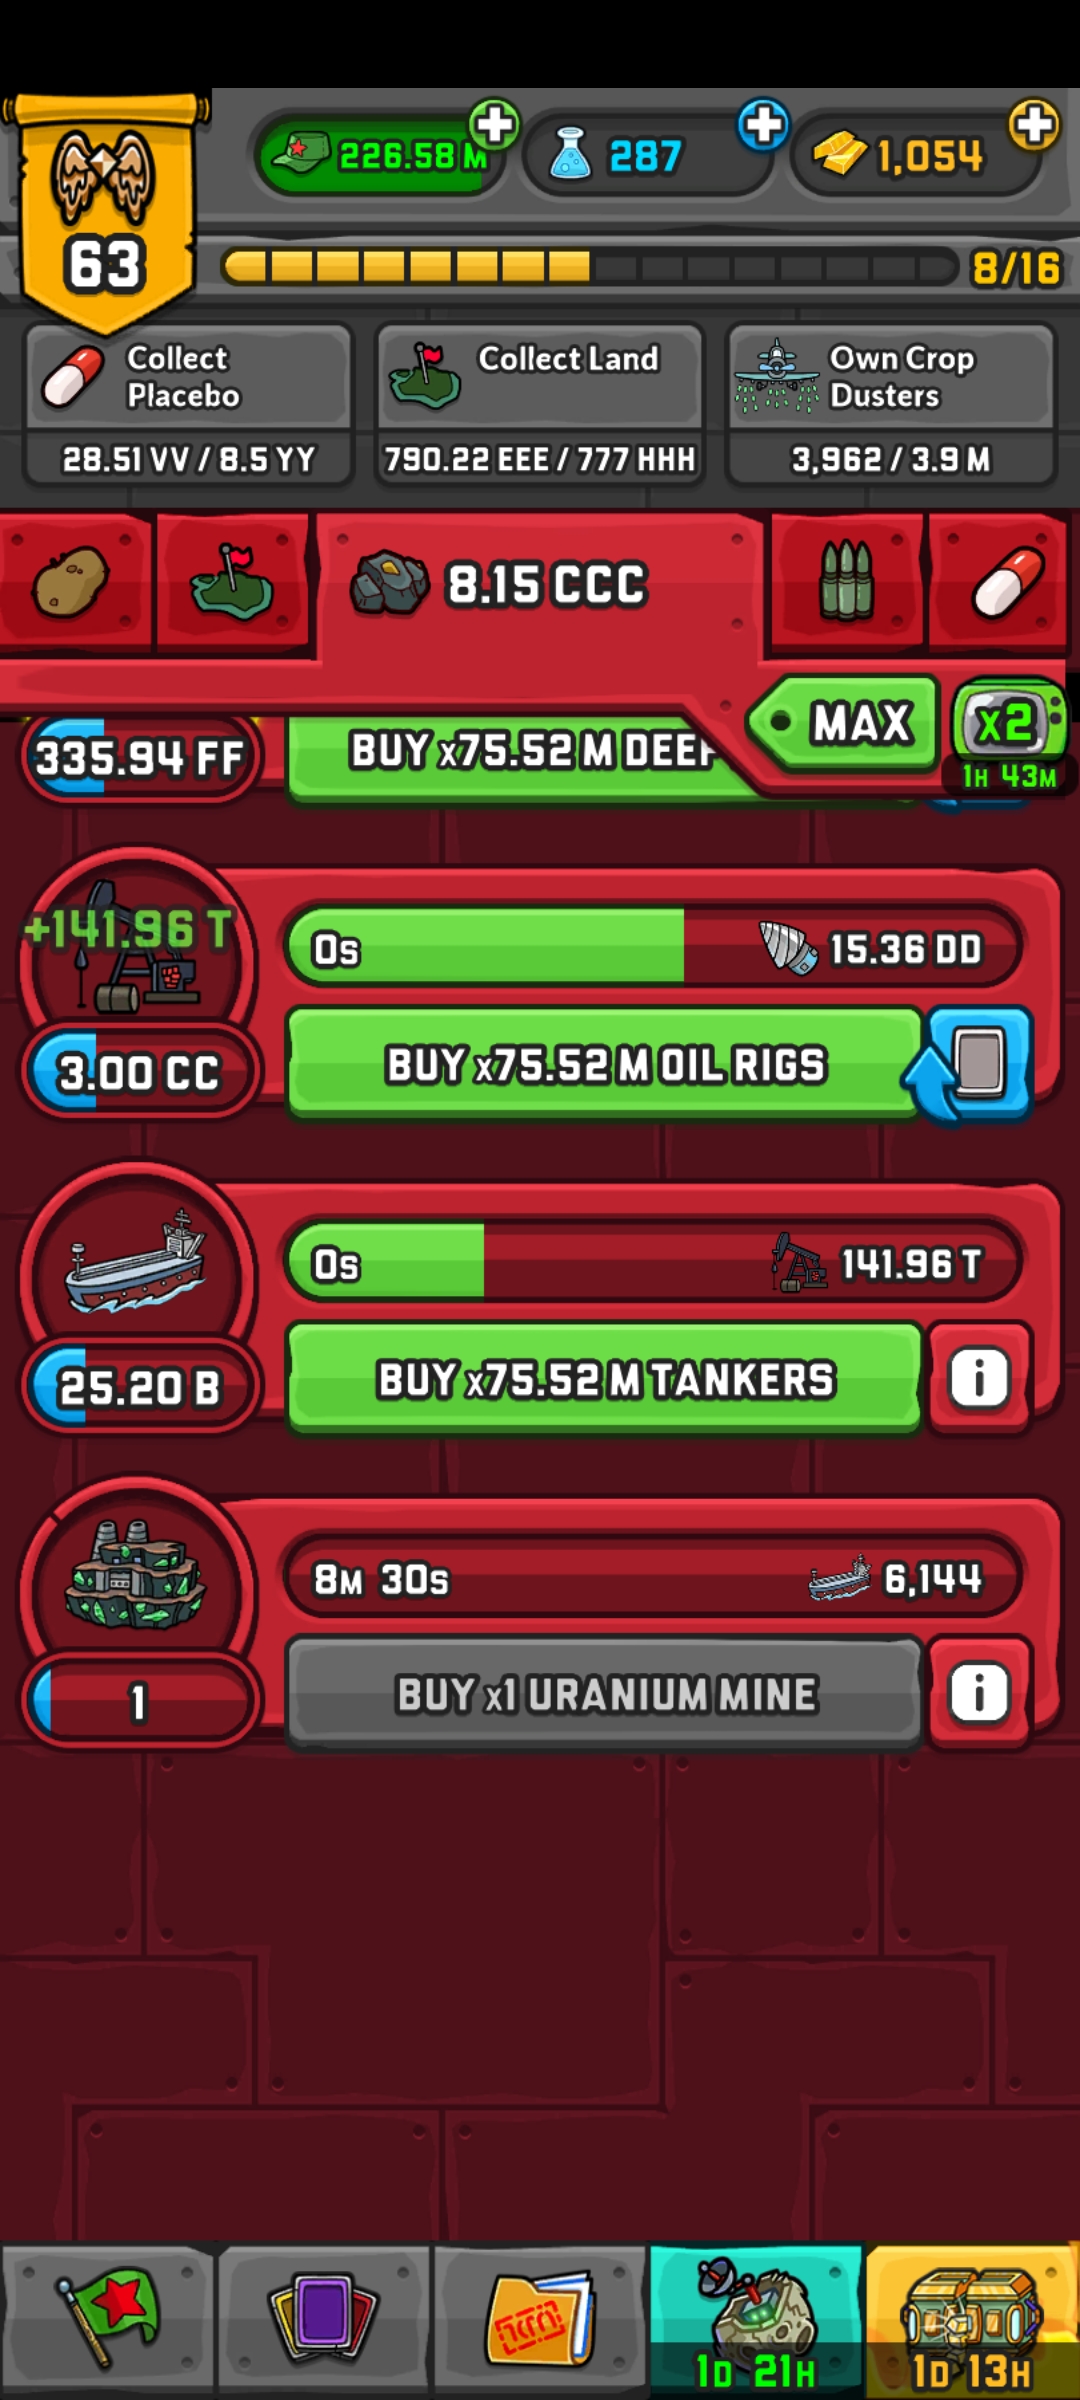 226.58 M
287
1,054
63
8/16
Collect
Placebo
28.51 VV / 8.5 YY
Collect Land
790.22 EEE / 777 HHH
Own Crop
Dusters
3,962 / 3.9 M
8.15 CCC
MAX
x2
1H 43M
335.94 FF
BUY x75.52 M DEEP
+141.96 T
0s
15.36 DD
3.00 CC
BUY x75.52 M OIL RIGS
0s
141.96 T
25.20 B
BUY x75.52 M TANKERS
i
8M 30s
6,144
1
BUY x1 URANIUM MINE
i
1D 21H
1D 13H